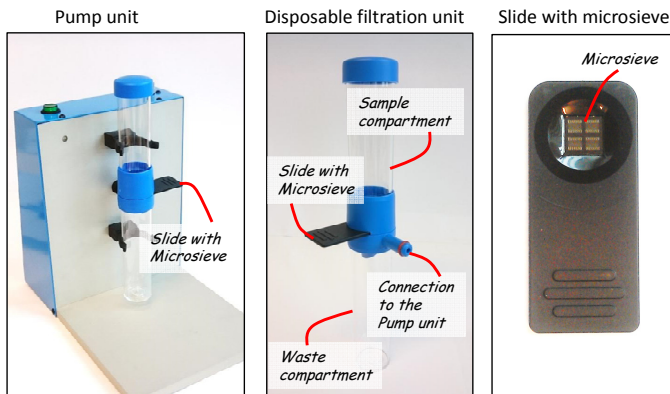 Pump unit
Disposable filtration unit
Slide with microsieve
Slide with
Microsieve
Sample
compartment
Slide with
Microsieve
Connection
to the
Pump unit
Waste
compartment
Microsieve